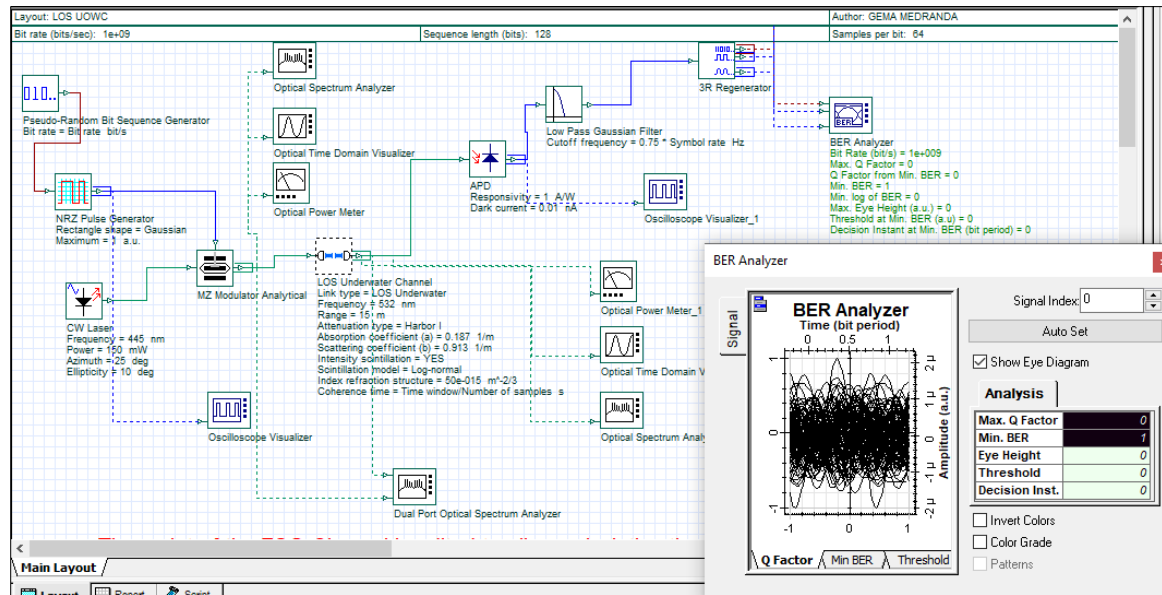 Layout: LOS UOWC
Author: GEMA MEDRANDA
Bit rate (bits/sec): 1e+09
Sequence length (bits): 128
Samples per bit: 64
Optical Spectrum Analyzer
3R Regenerator
Pseudo-Random Bit Sequence Generator
Bit rate = Bit rate bit/s
Low Pass Gaussian Filter
Cutoff frequency = 0.75 * Symbol rate Hz
Optical Time Domain Visualizer
BER Analyzer
Bit Rate (bit/s) = 1e+009
Max. Q Factor = 0
Q Factor from Min. BER = 0
Min. BER = 1
Min. log of BER = 0
Max. Eye Height (a.u.) = 0
Threshold at Min. BER (a.u) = 0
Decision Instant at Min. BER (bit period) = 0
APD
Responsivity = 1 A/W
Dark current = 0.01 nA
Optical Power Meter
Oscilloscope Visualizer_1
NRZ Pulse Generator
Rectangle shape = Gaussian
Maximum = 1 a.u.
MZ Modulator Analytical
LOS Underwater Channel
Link type = LOS Underwater
Frequency = 532 nm
Range = 15 m
Attenuation type = Harbor I
Absorption coefficient (a) = 0.187 1/m
Scattering coefficient (b) = 0.913 1/m
Intensity scintillation = YES
Scintillation model = Log-normal
Index refraction structure = 50e-015 m^-2/3
Coherence time = Time window/Number of samples s
CW Laser
Frequency = 445 nm
Power = 150 mW
Azimuth = 25 deg
Ellipticity = 10 deg
Optical Power Meter_1
Optical Time Domain V
Optical Spectrum Analy
Oscilloscope Visualizer
Dual Port Optical Spectrum Analyzer
Main Layout
Layout
Report
Script
BER Analyzer
Signal
BER Analyzer
Time (bit period)
0 0.5 1
1
0
-1
2 µ
1 µ
0
-1 µ
-2 µ
Amplitude (a.u.)
-1 0 1
Q Factor
Min BER
Threshold
Signal Index: 0
Auto Set
Show Eye Diagram
Analysis
Max. Q Factor 0
Min. BER 1
Eye Height 0
Threshold 0
Decision Inst. 0
Invert Colors
Color Grade
Patterns